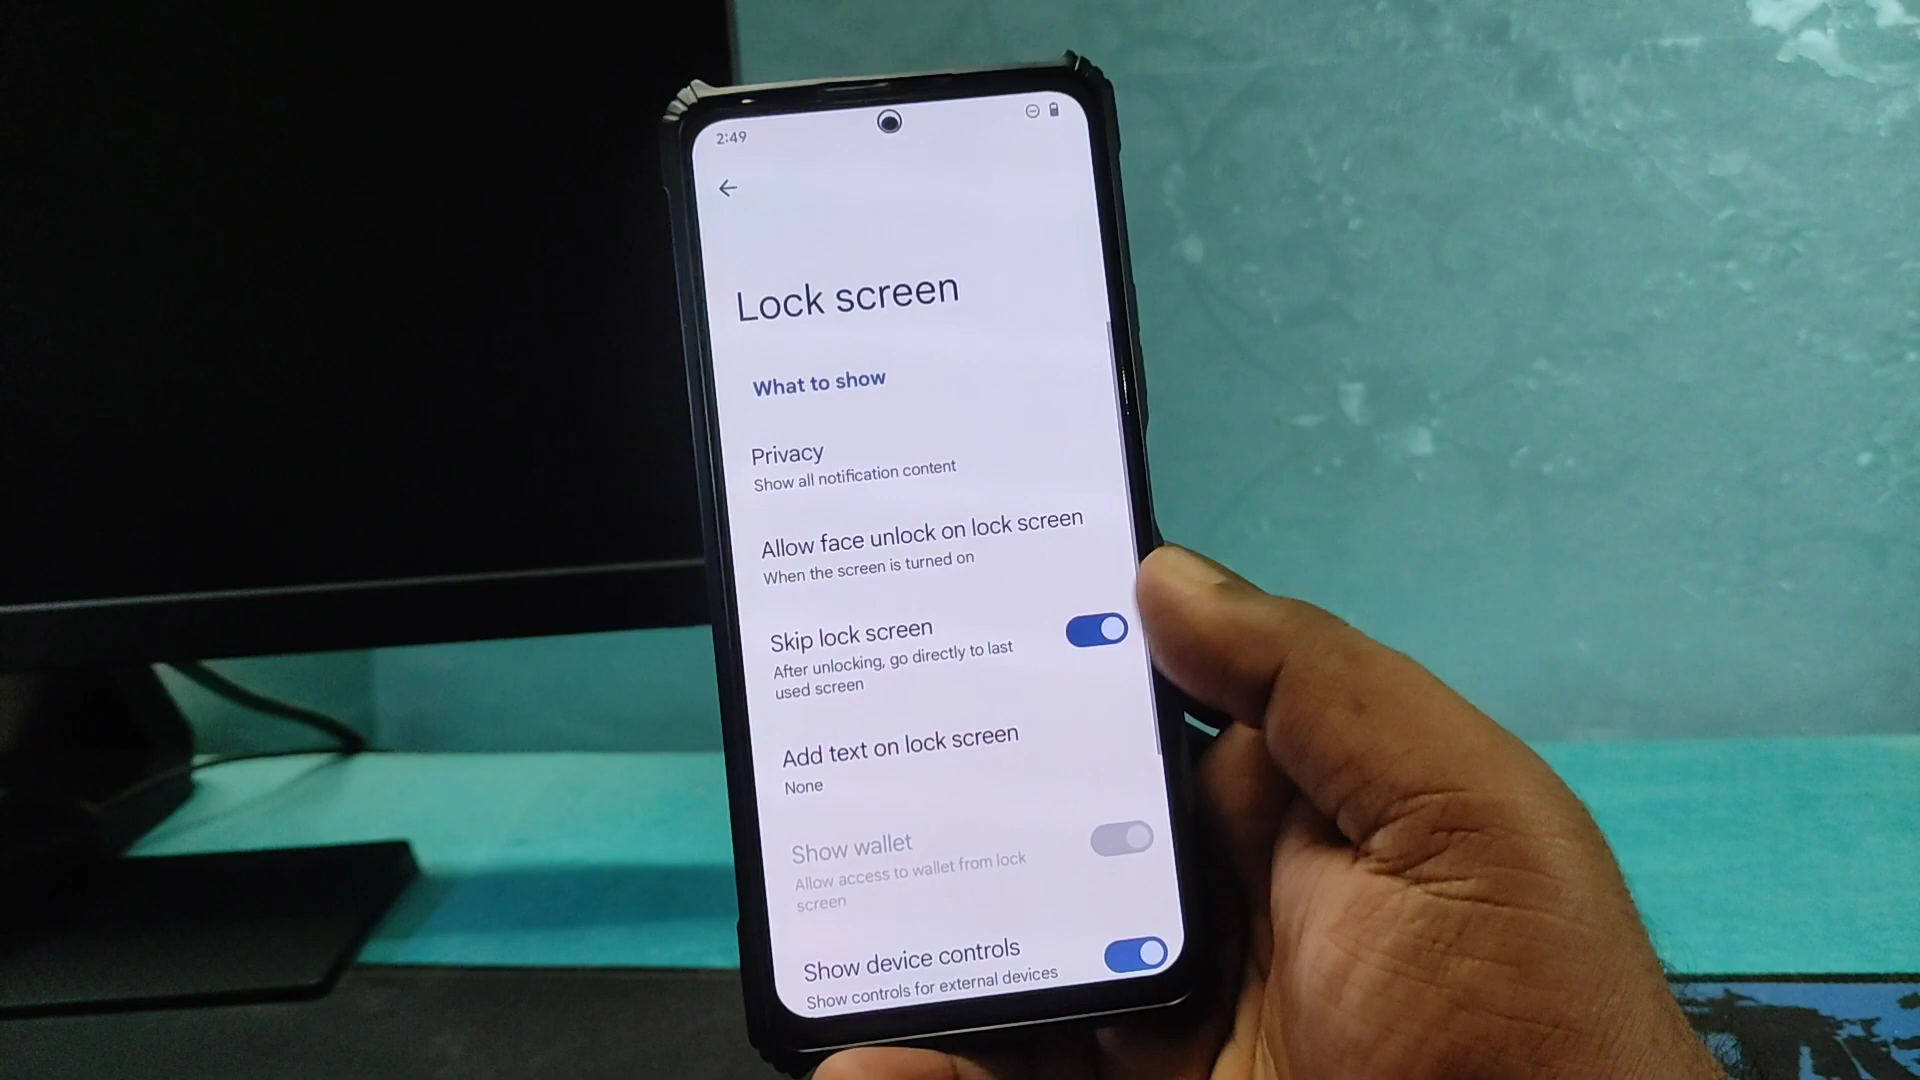 2:49
Lock screen
What to show
Privacy
Show all notification content
Allow face unlock on lock screen
When the screen is turned on
Skip lock screen
After unlocking, go directly to last
used screen
Add text on lock screen
None
Show wallet
Allow access to wallet from lock
screen
Show device controls
Show controls for external devices